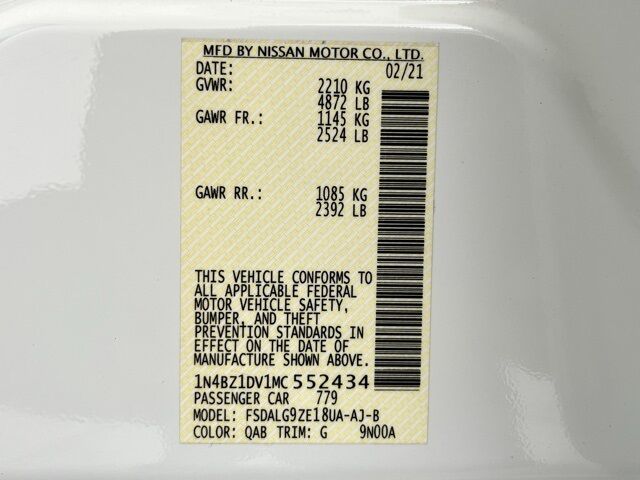 MFD BY NISSAN MOTOR CO., LTD.
DATE: 02/21
GVWR: 2210 KG
4872 LB
GAWR FR.: 1145 KG
2524 LB
GAWR RR.: 1085 KG
2392 LB
THIS VEHICLE CONFORMS TO
ALL APPLICABLE FEDERAL
MOTOR VEHICLE SAFETY,
BUMPER, AND THEFT
PREVENTION STANDARDS IN
EFFECT ON THE DATE OF
MANUFACTURE SHOWN ABOVE.
1N4BZ1DV1MC 552434
PASSENGER CAR 779
MODEL: FSDALG9ZE18UA-AJ-B
COLOR: QAB TRIM: G 9N00A